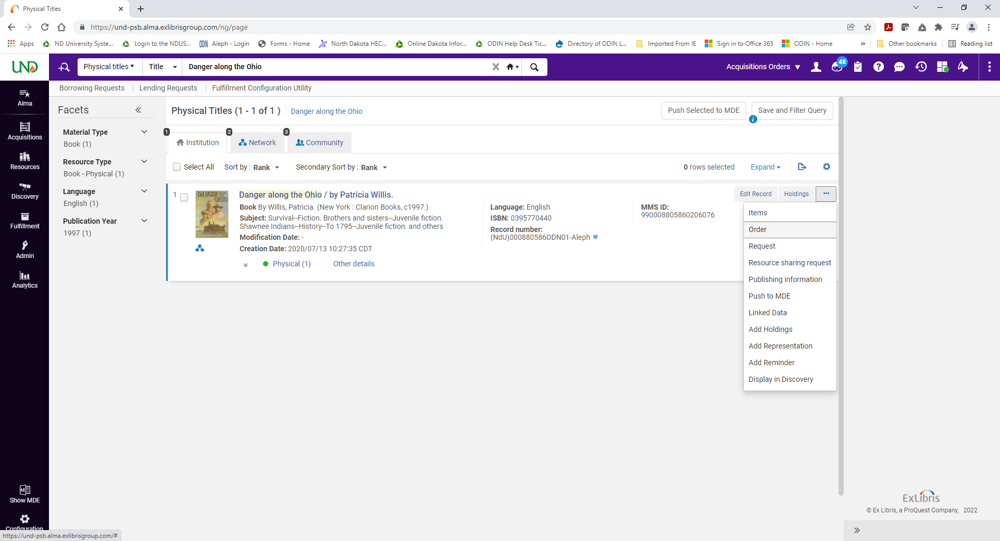 Physical Titles
https://und-psb.alma.exlibrisgroup.com/ng/page
Apps
ND University Syste...
Login to the NDUS...
ODIN Aleph - Login
Forms - Home
North Dakota HEC...
Online Dakota Infor...
ODIN Help Desk Tic...
Directory of ODIN L...
Imported From IE
Sign in to Office 365
ODIN - Home
»
Other bookmarks
Reading list
UND
Physical titles
Title
Danger along the Ohio
Acquisitions Orders
48
Borrowing Requests | Lending Requests | Fulfillment Configuration Utility
Alma
Acquisitions
Resources
Discovery
Fulfillment
Admin
Analytics
Show MDE
Configuration
Facets
Material Type
Book (1)
Resource Type
Book - Physical (1)
Language
English (1)
Publication Year
1997 (1)
Physical Titles (1 - 1 of 1 )
Danger along the Ohio
Push Selected to MDE
Save and Filter Query
1 Institution
2 Network
3 Community
Select All
Sort by : Rank
Secondary Sort by : Rank
0 rows selected
Expand
1
DANGER ALONG THE OHIO
Danger along the Ohio / by Patricia Willis.
Book By Willis, Patricia. (New York : Clarion Books, c1997.)
Subject: Survival--Fiction. Brothers and sisters--Juvenile fiction.
Shawnee Indians--History--To 1795--Juvenile fiction. and others
Modification Date: -
Creation Date: 2020/07/13 10:27:35 CDT
Physical (1)
Other details
Language: English
ISBN: 0395770440
Record number:
(NdU)000880586ODN01-Aleph
MMS ID:
990008805860206076
Edit Record
Holdings
Items
Order
Request
Resource sharing request
Publishing information
Push to MDE
Linked Data
Add Holdings
Add Representation
Add Reminder
Display in Discovery
ExLibris
© Ex Libris, a ProQuest Company, 2022
https://und-psb.alma.exlibrisgroup.com/#